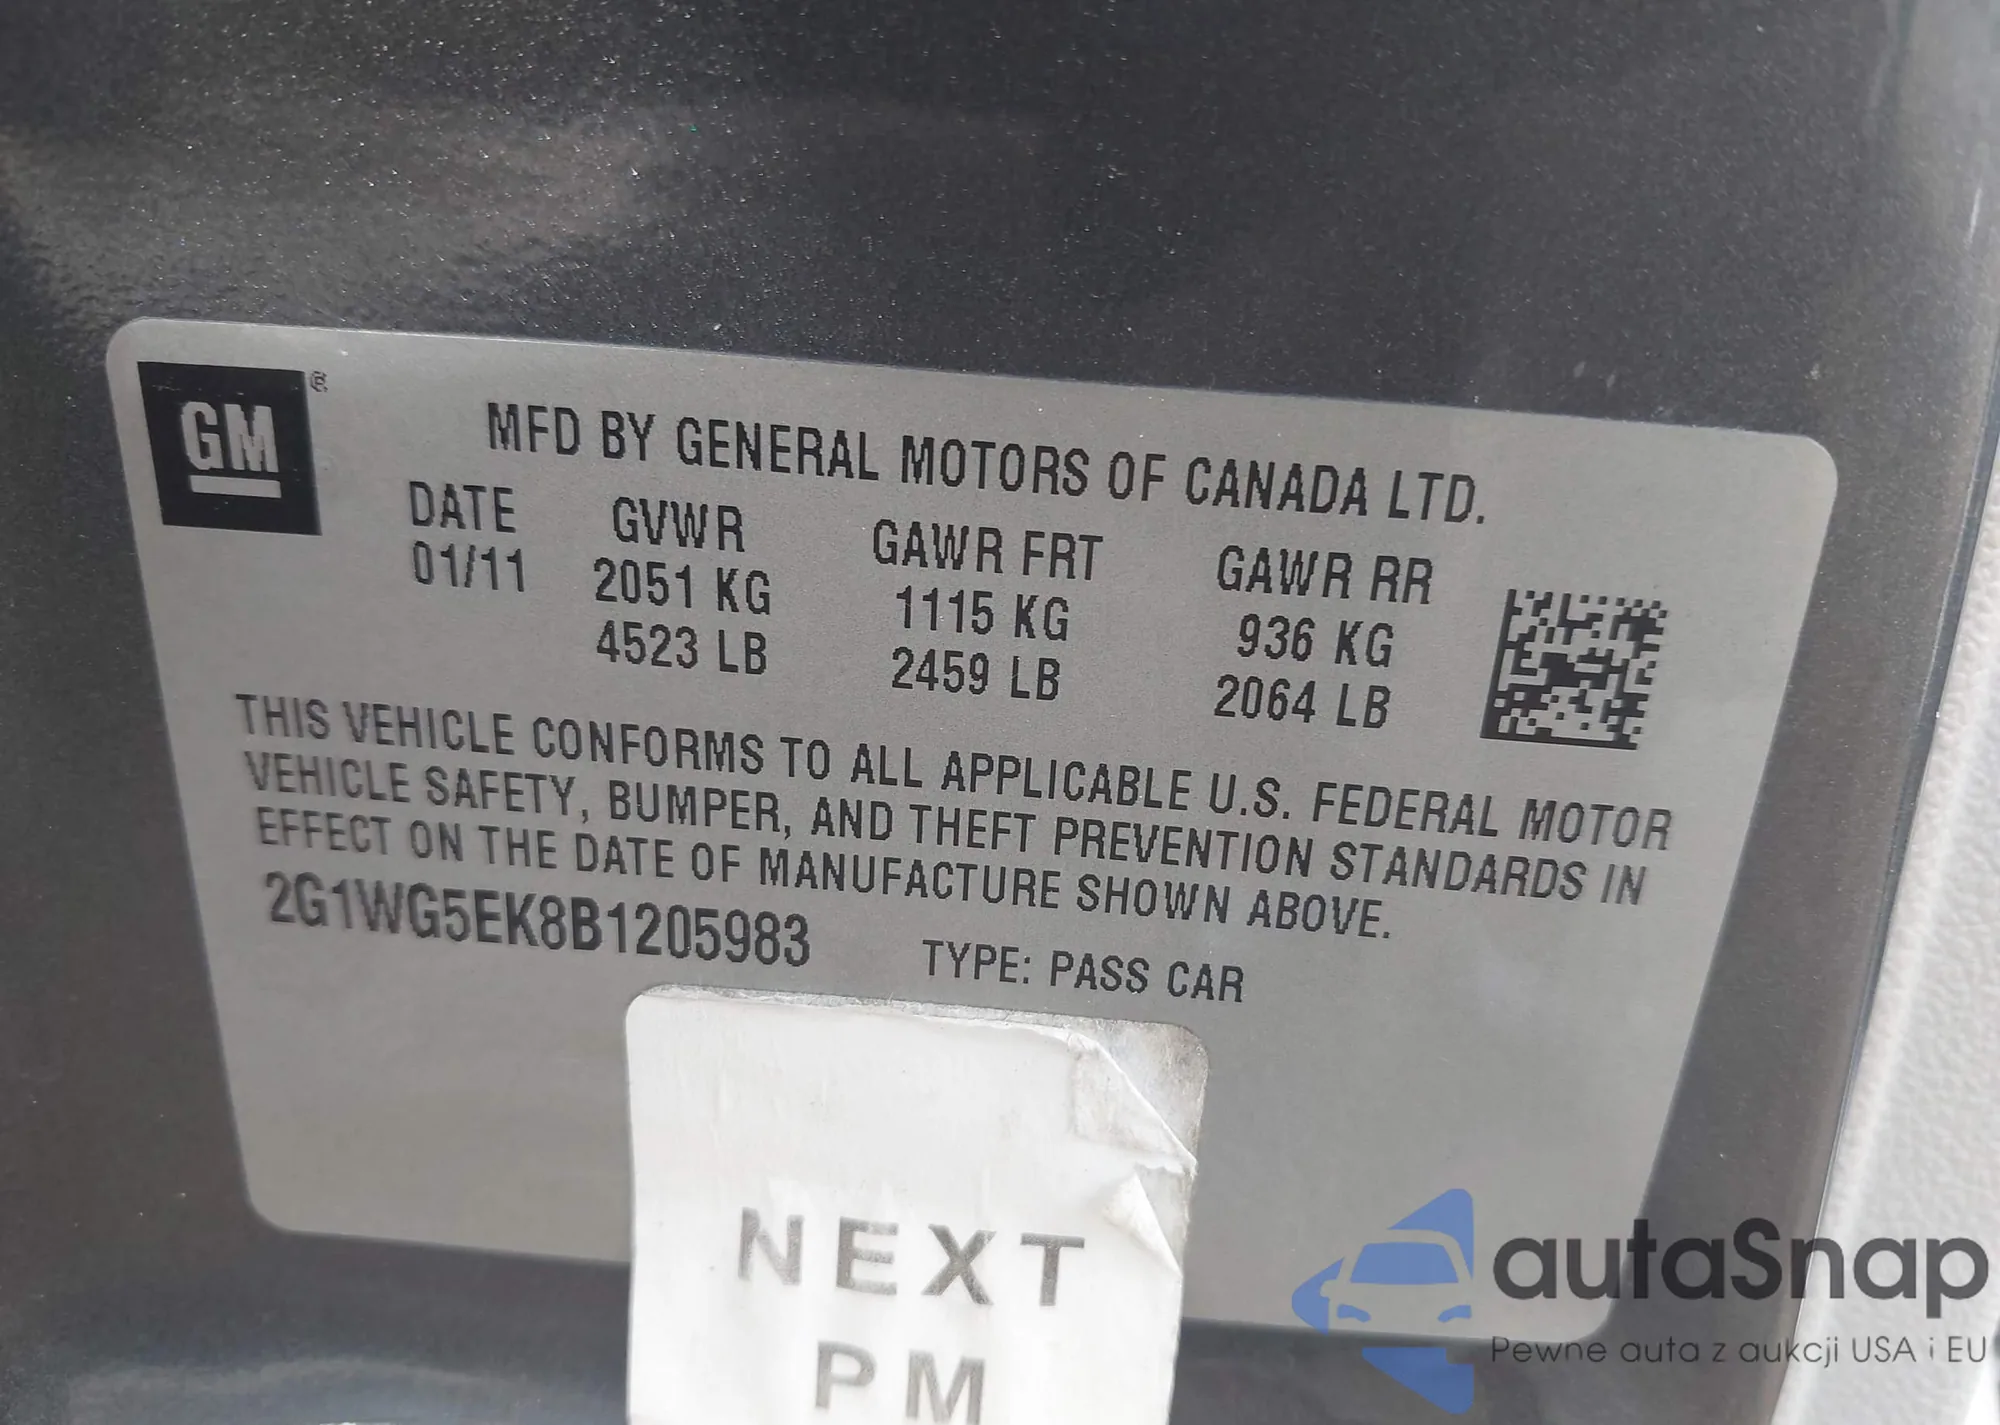 GM ®
MFD BY GENERAL MOTORS OF CANADA LTD.
DATE GVWR GAWR FRT GAWR RR
01/11 2051 KG 1115 KG 936 KG
4523 LB 2459 LB 2064 LB
THIS VEHICLE CONFORMS TO ALL APPLICABLE U.S. FEDERAL MOTOR
VEHICLE SAFETY, BUMPER, AND THEFT PREVENTION STANDARDS IN
EFFECT ON THE DATE OF MANUFACTURE SHOWN ABOVE.
2G1WG5EK8B1205983 TYPE: PASS CAR
NEXT
PM
autaSnap
Pewne auta z aukcji USA i EU